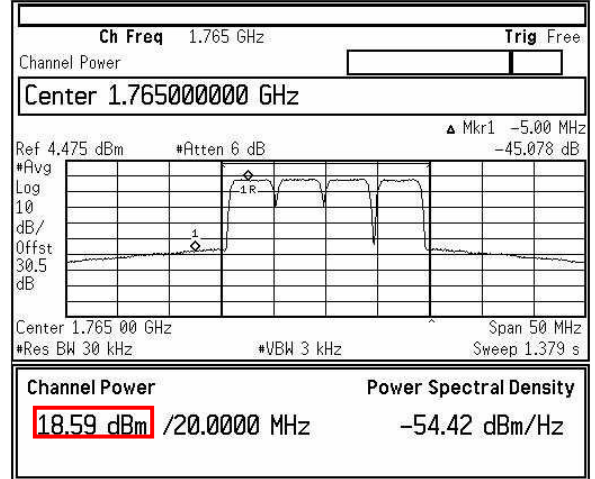 Ch Freq 1.765 GHz Trig Free
Channel Power
Center 1.765000000 GHz
Δ Mkr1 -5.00 MHz
Ref 4.475 dBm #Atten 6 dB -45.078 dB
#Avg
Log
10
dB/
Offst
30.5
dB
1R
1
Center 1.765 00 GHz Span 50 MHz
#Res BW 30 kHz #VBW 3 kHz Sweep 1.379 s
Channel Power Power Spectral Density
18.59 dBm /20.0000 MHz -54.42 dBm/Hz